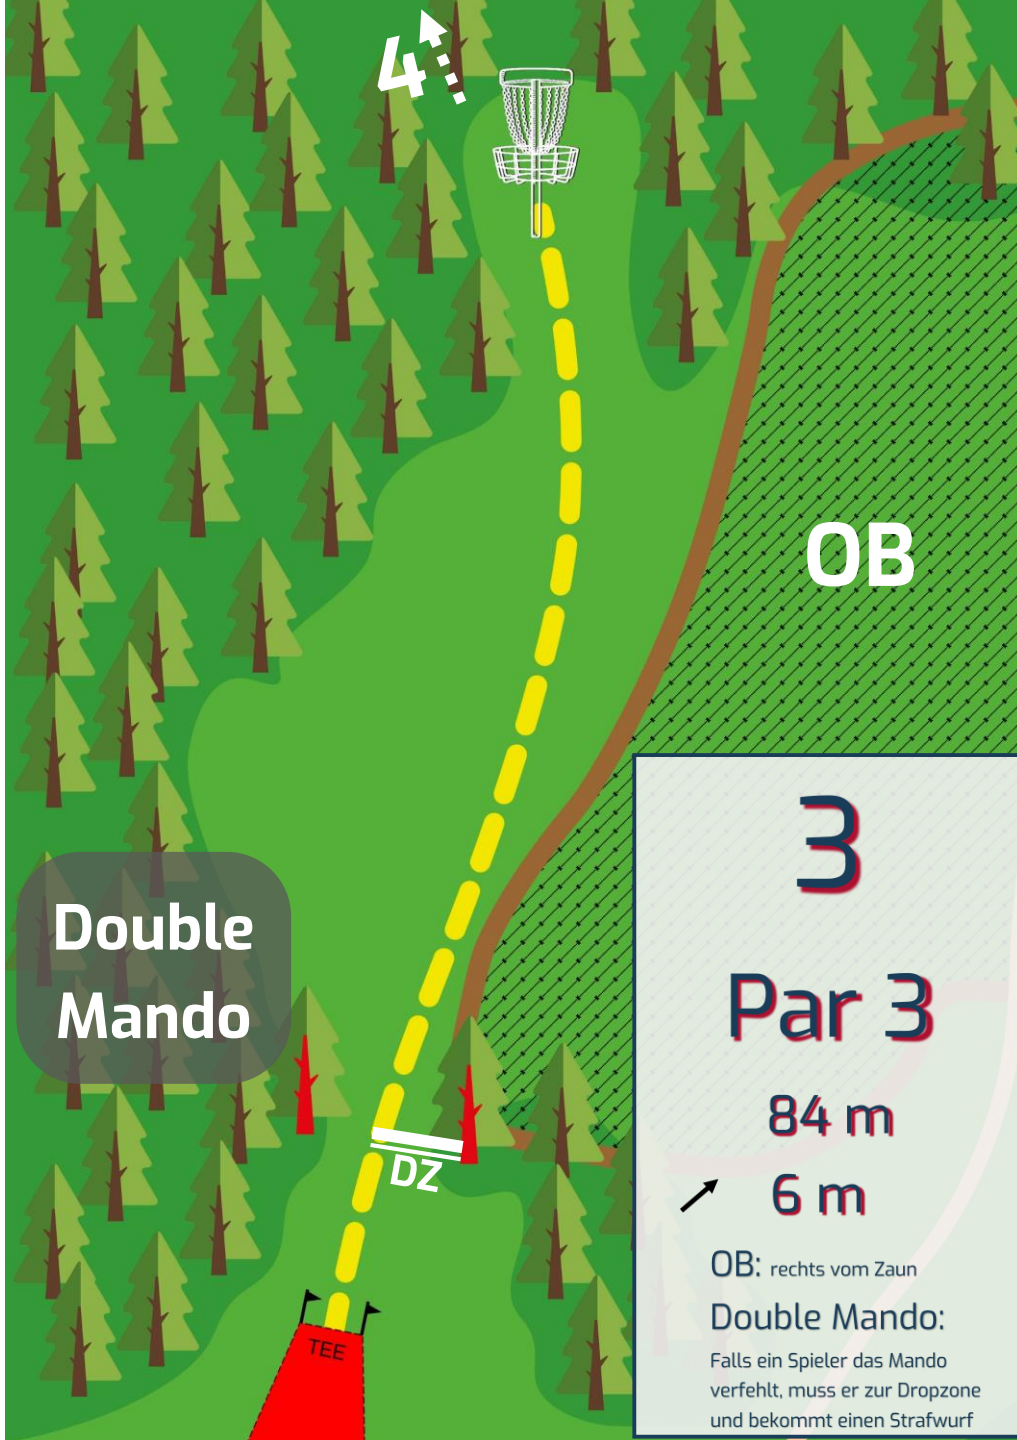 4
OB
Double
Mando
DZ
TEE
3
Par 3
84 m
6 m
OB: rechts vom Zaun
Double Mando:
Falls ein Spieler das Mando
verfehlt, muss er zur Dropzone
und bekommt einen Strafwurf